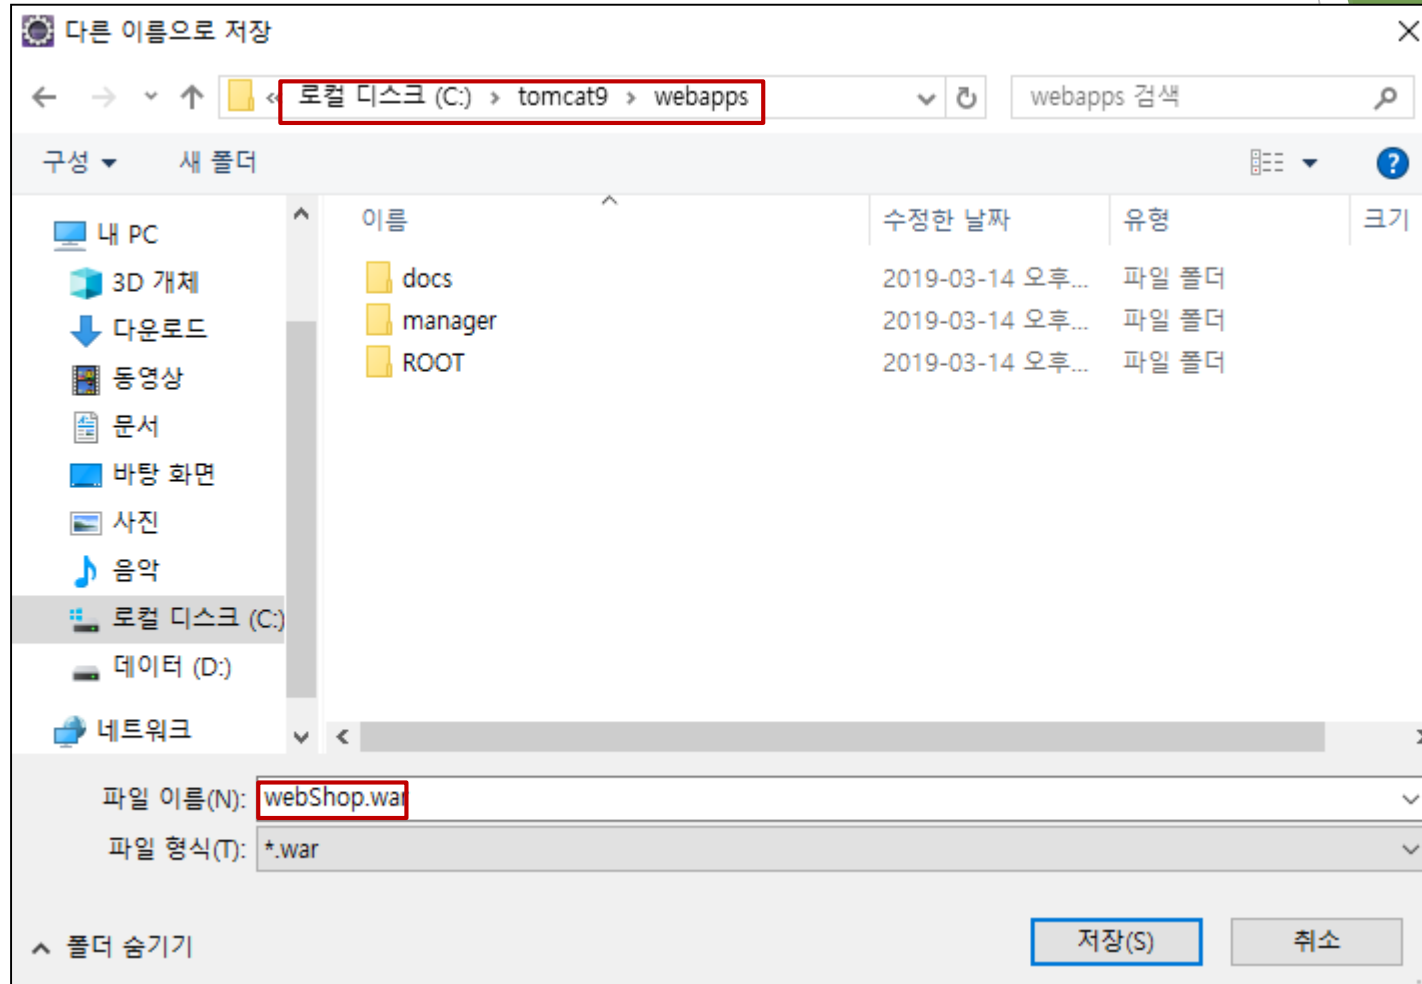 다른 이름으로 저장
« 로컬 디스크 (C:) › tomcat9 › webapps
webapps 검색
구성
새 폴더
내 PC
3D 개체
다운로드
동영상
문서
바탕 화면
사진
음악
로컬 디스크 (C:)
데이터 (D:)
네트워크
이름 수정한 날짜 유형 크기
docs 2019-03-14 오후... 파일 폴더
manager 2019-03-14 오후... 파일 폴더
ROOT 2019-03-14 오후... 파일 폴더
파일 이름(N): webShop.war
파일 형식(T): *.war
폴더 숨기기
저장(S)
취소